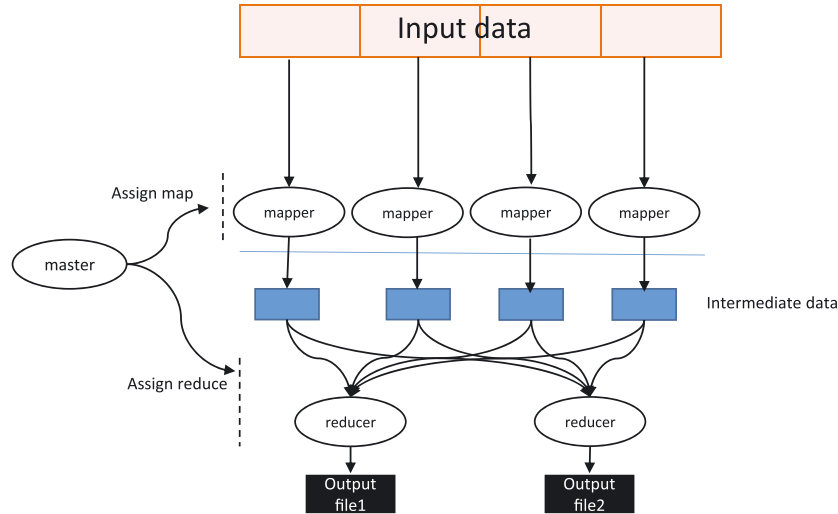 Input data
Assign map
mapper
mapper
mapper
mapper
master
Intermediate data
Assign reduce
reducer
reducer
Output
file1
Output
file2